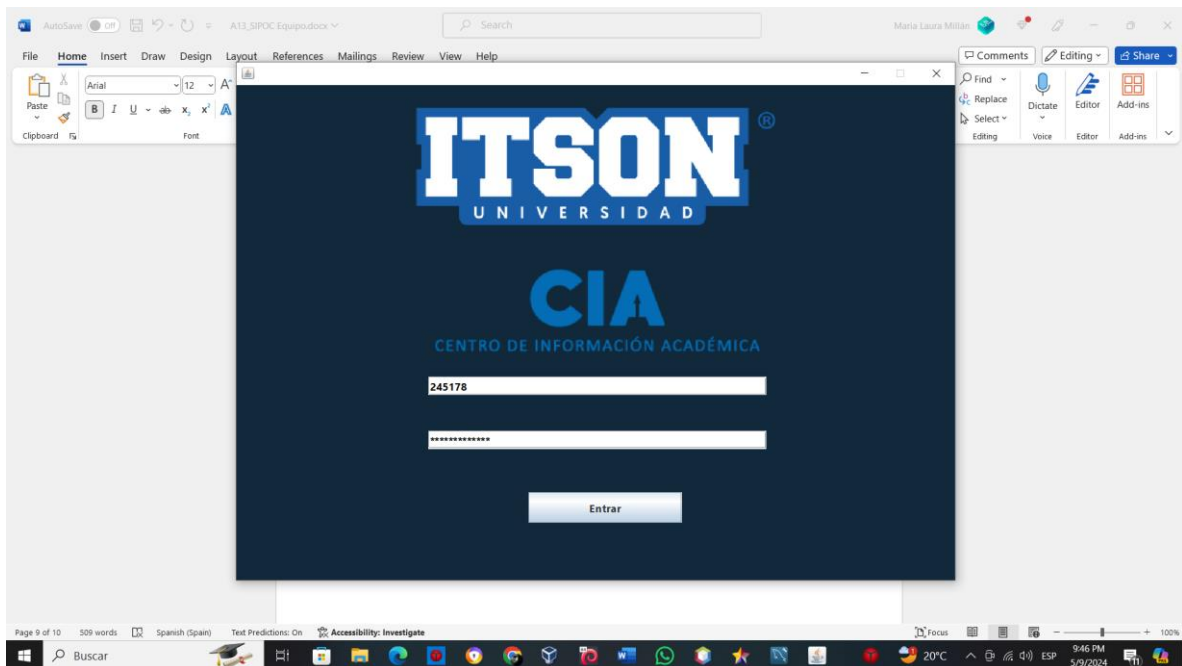 AutoSave Off A13_SIPOC Equipo.docx Search Maria Laura Millán
File Home Insert Draw Design Layout References Mailings Review View Help Comments Editing Share
Paste
Clipboard
Arial 12
B I U ab x₂ x² A
Font
Find
Replace
Select
Editing
Dictate
Voice
Editor
Editor
Add-ins
Add-ins
ITSON ®
UNIVERSIDAD
CIA
CENTRO DE INFORMACIÓN ACADÉMICA
245178
*************
Entrar
Page 9 of 10 509 words Spanish (Spain) Text Predictions: On Accessibility: Investigate Focus 100%
Buscar 20°C ESP 9:46 PM
5/9/2024